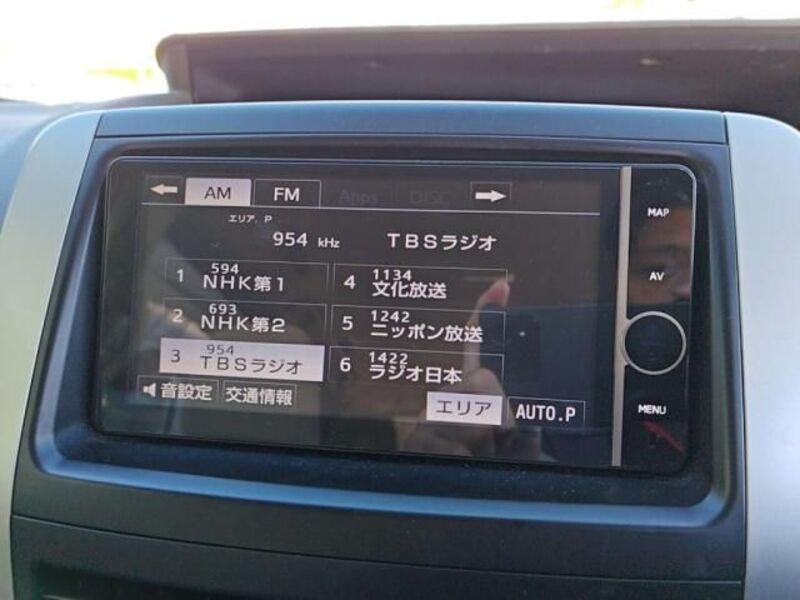 AM FM Apps DISC
MAP
エリア. P
954 kHz TBSラジオ
AV
1 594 NHK第1
4 1134 文化放送
2 693 NHK第2
5 1242 ニッポン放送
3 954 TBSラジオ
6 1422 ラジオ日本
音設定 交通情報
エリア AUTO.P
MENU